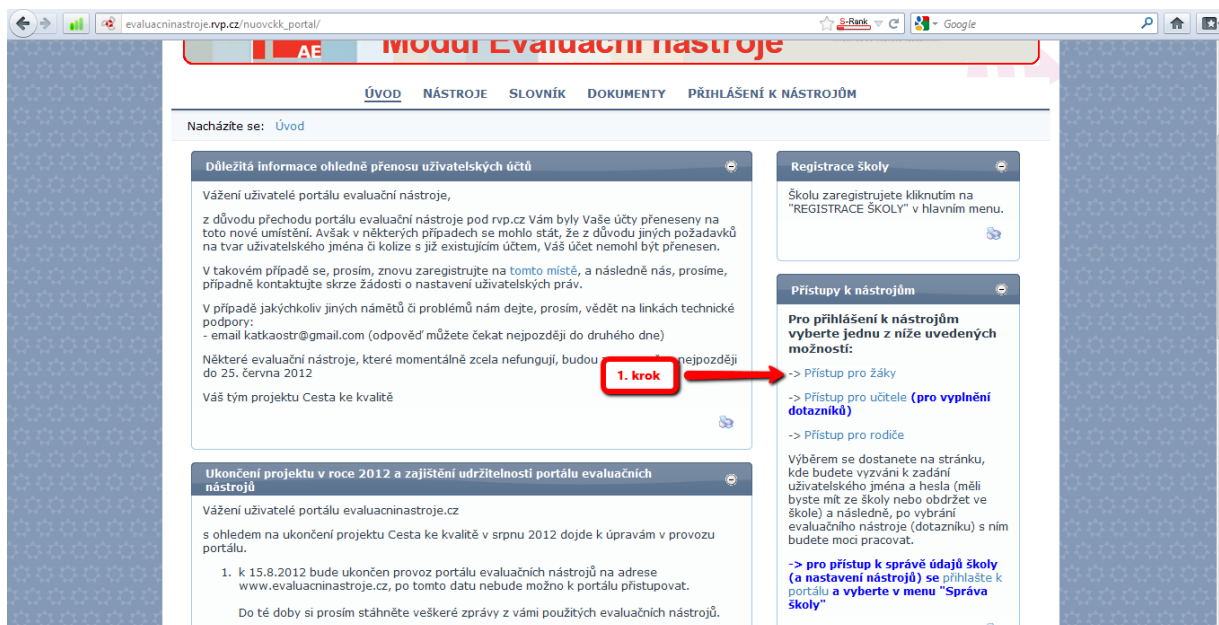 evaluacninastroje.rvp.cz/nuovckk_portal/
S-Rank
Google
AE
Modul Evaluační nástroje
ÚVOD NÁSTROJE SLOVNÍK DOKUMENTY PŘIHLÁŠENÍ K NÁSTROJŮM
Nacházíte se: Úvod
Důležitá informace ohledně přenosu uživatelských účtů
Vážení uživatelé portálu evaluační nástroje,
z důvodu přechodu portálu evaluační nástroje pod rvp.cz Vám byly Vaše účty přeneseny na
toto nové umístění. Avšak v některých případech se mohlo stát, že z důvodu jiných požadavků
na tvar uživatelského jména či kolize s již existujícím účtem, Váš účet nemohl být přenesen.
V takovém případě se, prosím, znovu zaregistrujte na tomto místě, a následně nás, prosíme,
případně kontaktujte skrze žádosti o nastavení uživatelských práv.
V případě jakýchkoliv jiných námětů či problémů nám dejte, prosím, vědět na linkách technické
podpory:
- email katkaostr@gmail.com (odpověď můžete čekat nejpozději do druhého dne)
Některé evaluační nástroje, které momentálně zcela nefungují, budou nejpozději
do 25. června 2012
Váš tým projektu Cesta ke kvalitě
1. krok
Ukončení projektu v roce 2012 a zajištění udržitelnosti portálu evaluačních
nástrojů
Vážení uživatelé portálu evaluacninastroje.cz
s ohledem na ukončení projektu Cesta ke kvalitě v srpnu 2012 dojde k úpravám v provozu
portálu.
1. k 15.8.2012 bude ukončen provoz portálu evaluačních nástrojů na adrese
www.evaluacninastroje.cz, po tomto datu nebude možno k portálu přistupovat.
Do té doby si prosím stáhněte veškeré zprávy z vámi použitých evaluačních nástrojů.
Registrace školy
Školu zaregistrujete kliknutím na
"REGISTRACE ŠKOLY" v hlavním menu.
Přístupy k nástrojům
Pro přihlášení k nástrojům
vyberte jednu z níže uvedených
možností:
-> Přístup pro žáky
-> Přístup pro učitele (pro vyplnění
dotazníků)
-> Přístup pro rodiče
Výběrem se dostanete na stránku,
kde budete vyzváni k zadání
uživatelského jména a hesla (měli
byste mít ze školy nebo obdržet ve
škole) a následně, po vybrání
evaluačního nástroje (dotazníku) s ním
budete moci pracovat.
-> pro přístup k správě údajů školy
(a nastavení nástrojů) se přihlašte k
portálu a vyberte v menu "Správa
školy"